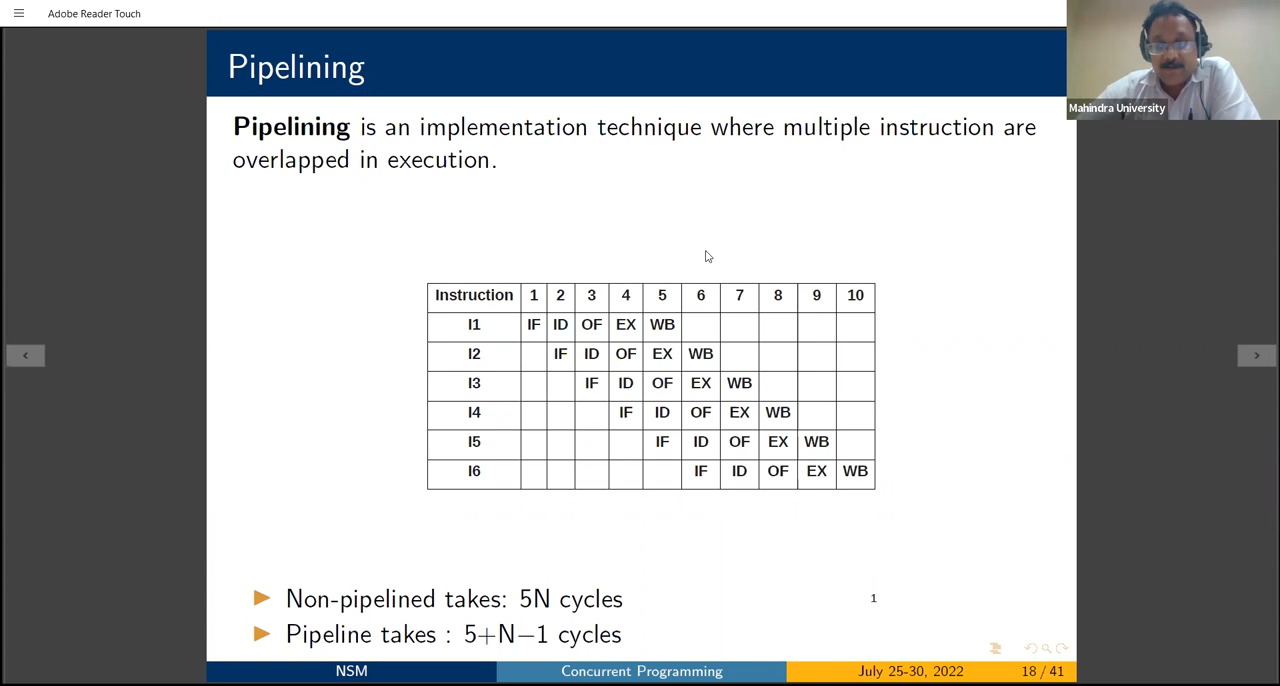 Adobe Reader Touch
Mahindra University
Pipelining
Pipelining is an implementation technique where multiple instruction are
overlapped in execution.
Instruction 1 2 3 4 5 6 7 8 9 10
I1 IF ID OF EX WB
I2 IF ID OF EX WB
I3 IF ID OF EX WB
I4 IF ID OF EX WB
I5 IF ID OF EX WB
I6 IF ID OF EX WB
Non-pipelined takes: 5N cycles
1
Pipeline takes : 5+N−1 cycles
NSM Concurrent Programming July 25-30, 2022 18 / 41